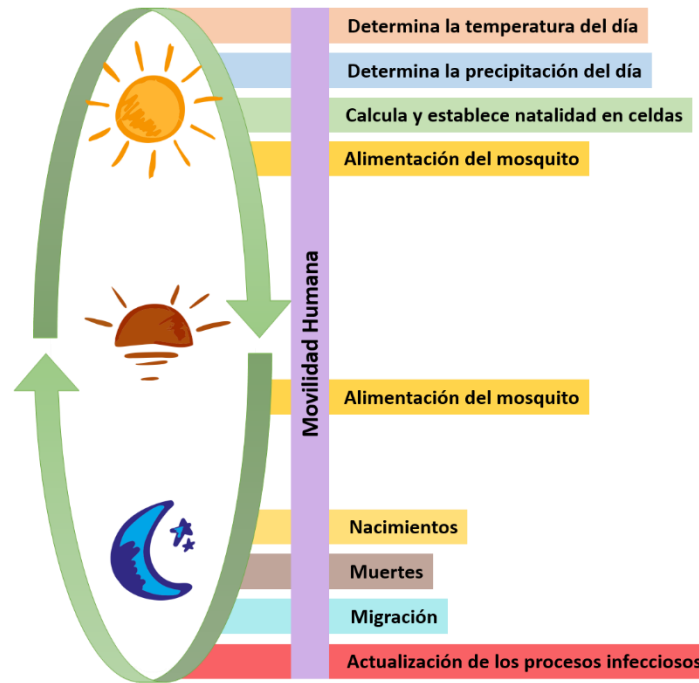 Determina la temperatura del día
Determina la precipitación del día
Calcula y establece natalidad en celdas
Alimentación del mosquito
Movilidad Humana
Alimentación del mosquito
Nacimientos
Muertes
Migración
Actualización de los procesos infecciosos